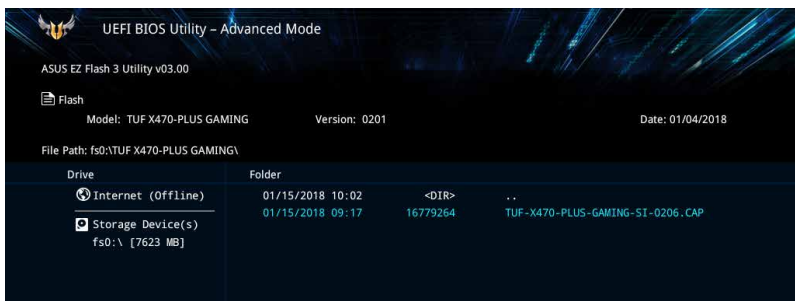 UEFI BIOS Utility – Advanced Mode
ASUS EZ Flash 3 Utility v03.00
Flash
Model: TUF X470-PLUS GAMING Version: 0201 Date: 01/04/2018
File Path: fs0:\TUF X470-PLUS GAMING\
Drive Folder
Internet (Offline) 01/15/2018 10:02 <DIR> ..
01/15/2018 09:17 16779264 TUF-X470-PLUS-GAMING-SI-0206.CAP
Storage Device(s)
fs0:\ [7623 MB]